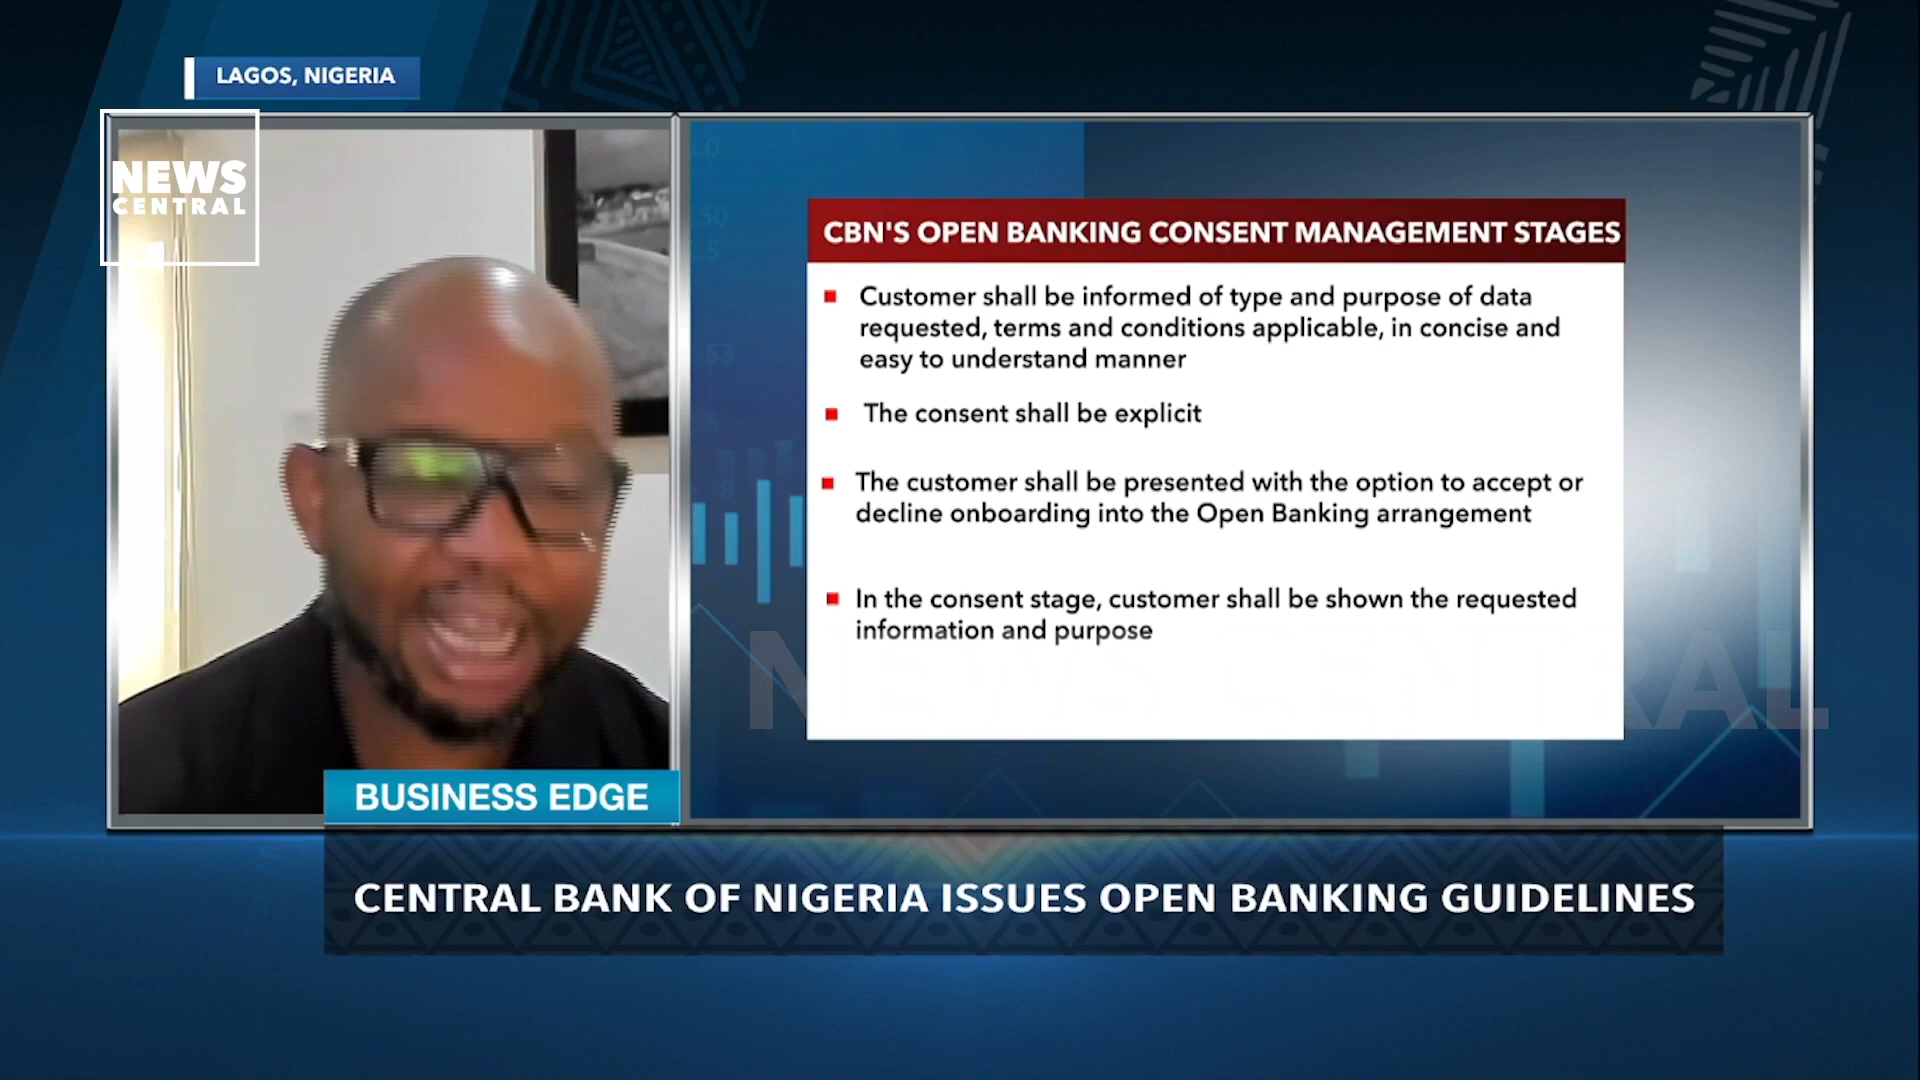 LAGOS, NIGERIA
NEWS
CENTRAL
CBN'S OPEN BANKING CONSENT MANAGEMENT STAGES
Customer shall be informed of type and purpose of data
requested, terms and conditions applicable, in concise and
easy to understand manner
The consent shall be explicit
The customer shall be presented with the option to accept or
decline onboarding into the Open Banking arrangement
In the consent stage, customer shall be shown the requested
information and purpose
NEWS CENTRAL
BUSINESS EDGE
CENTRAL BANK OF NIGERIA ISSUES OPEN BANKING GUIDELINES